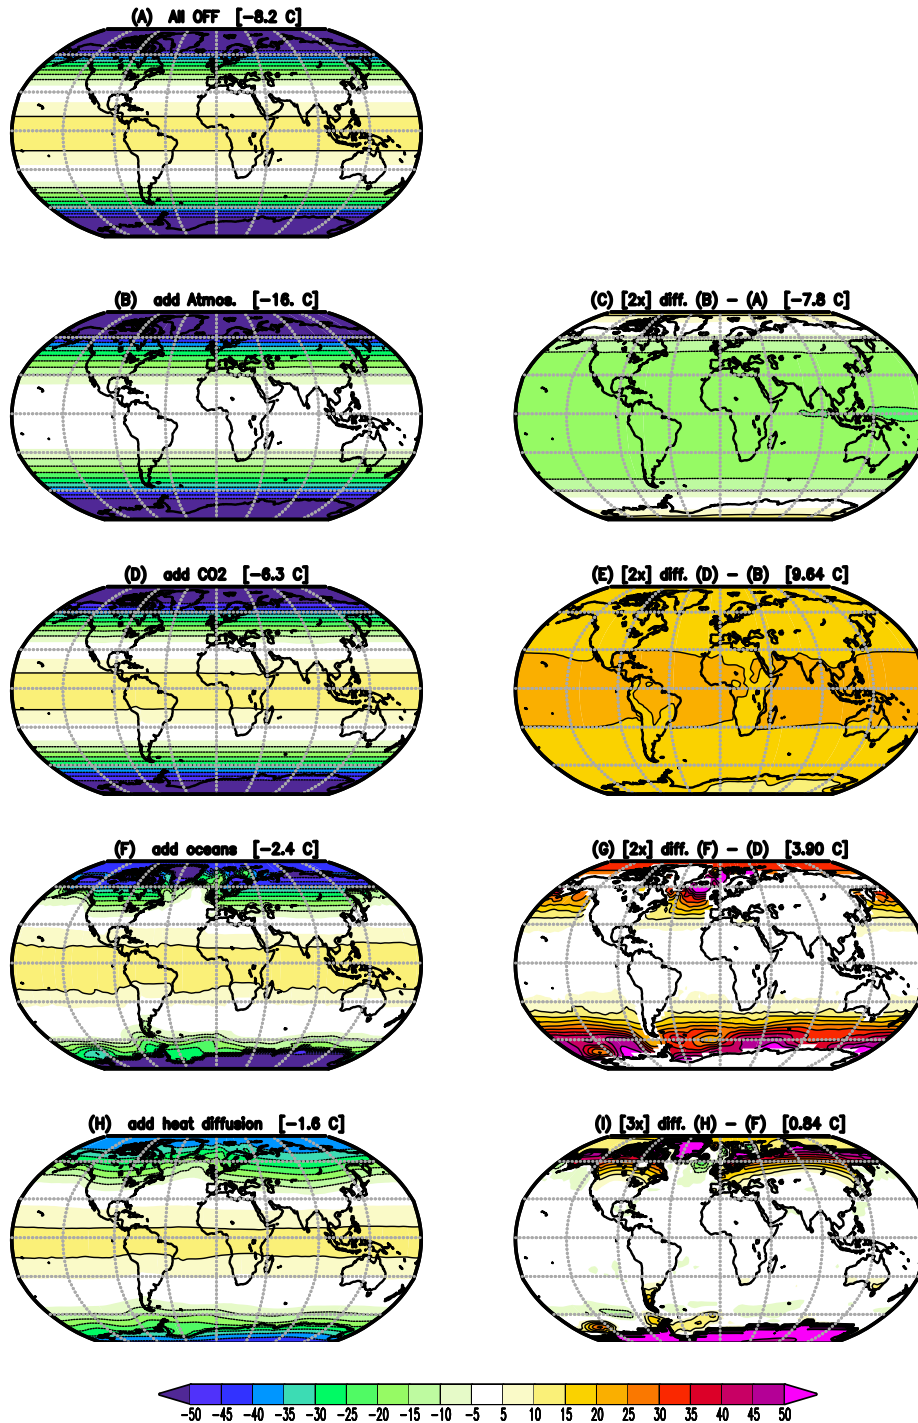 (A) All OFF [-8.2 C]
(B) add Atmos. [-16. C]
(C) [2x] diff. (B) - (A) [-7.8 C]
(D) add CO2 [-6.3 C]
(E) [2x] diff. (D) - (B) [9.64 C]
(F) add oceans [-2.4 C]
(G) [2x] diff. (F) - (D) [3.90 C]
(H) add heat diffusion [-1.6 C]
(I) [3x] diff. (H) - (F) [0.84 C]
-50 -45 -40 -35 -30 -25 -20 -15 -10 -5 5 10 15 20 25 30 35 40 45 50